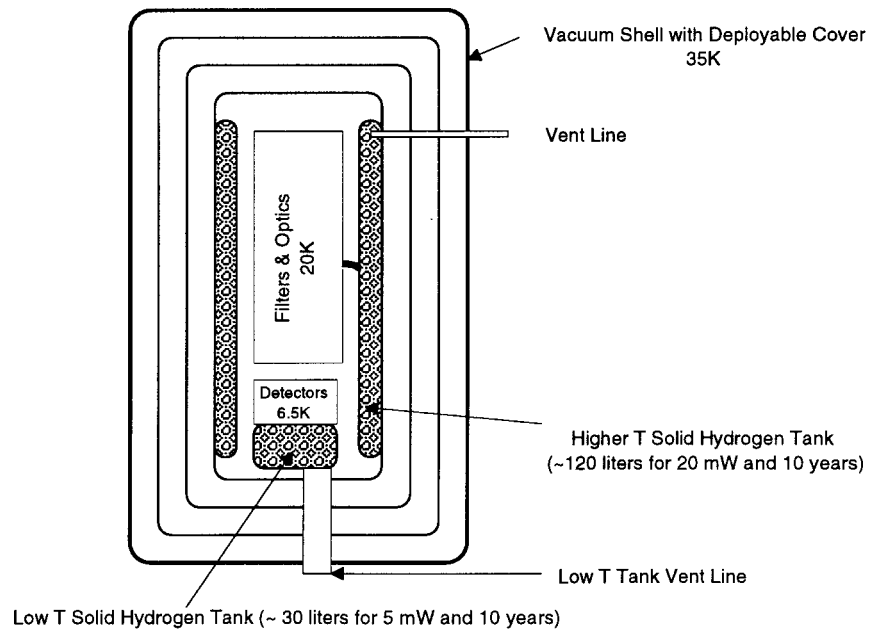 Vacuum Shell with Deployable Cover
35K
Vent Line
Filters & Optics
20K
Detectors
6.5K
Higher T Solid Hydrogen Tank
(~120 liters for 20 mW and 10 years)
Low T Tank Vent Line
Low T Solid Hydrogen Tank (~ 30 liters for 5 mW and 10 years)